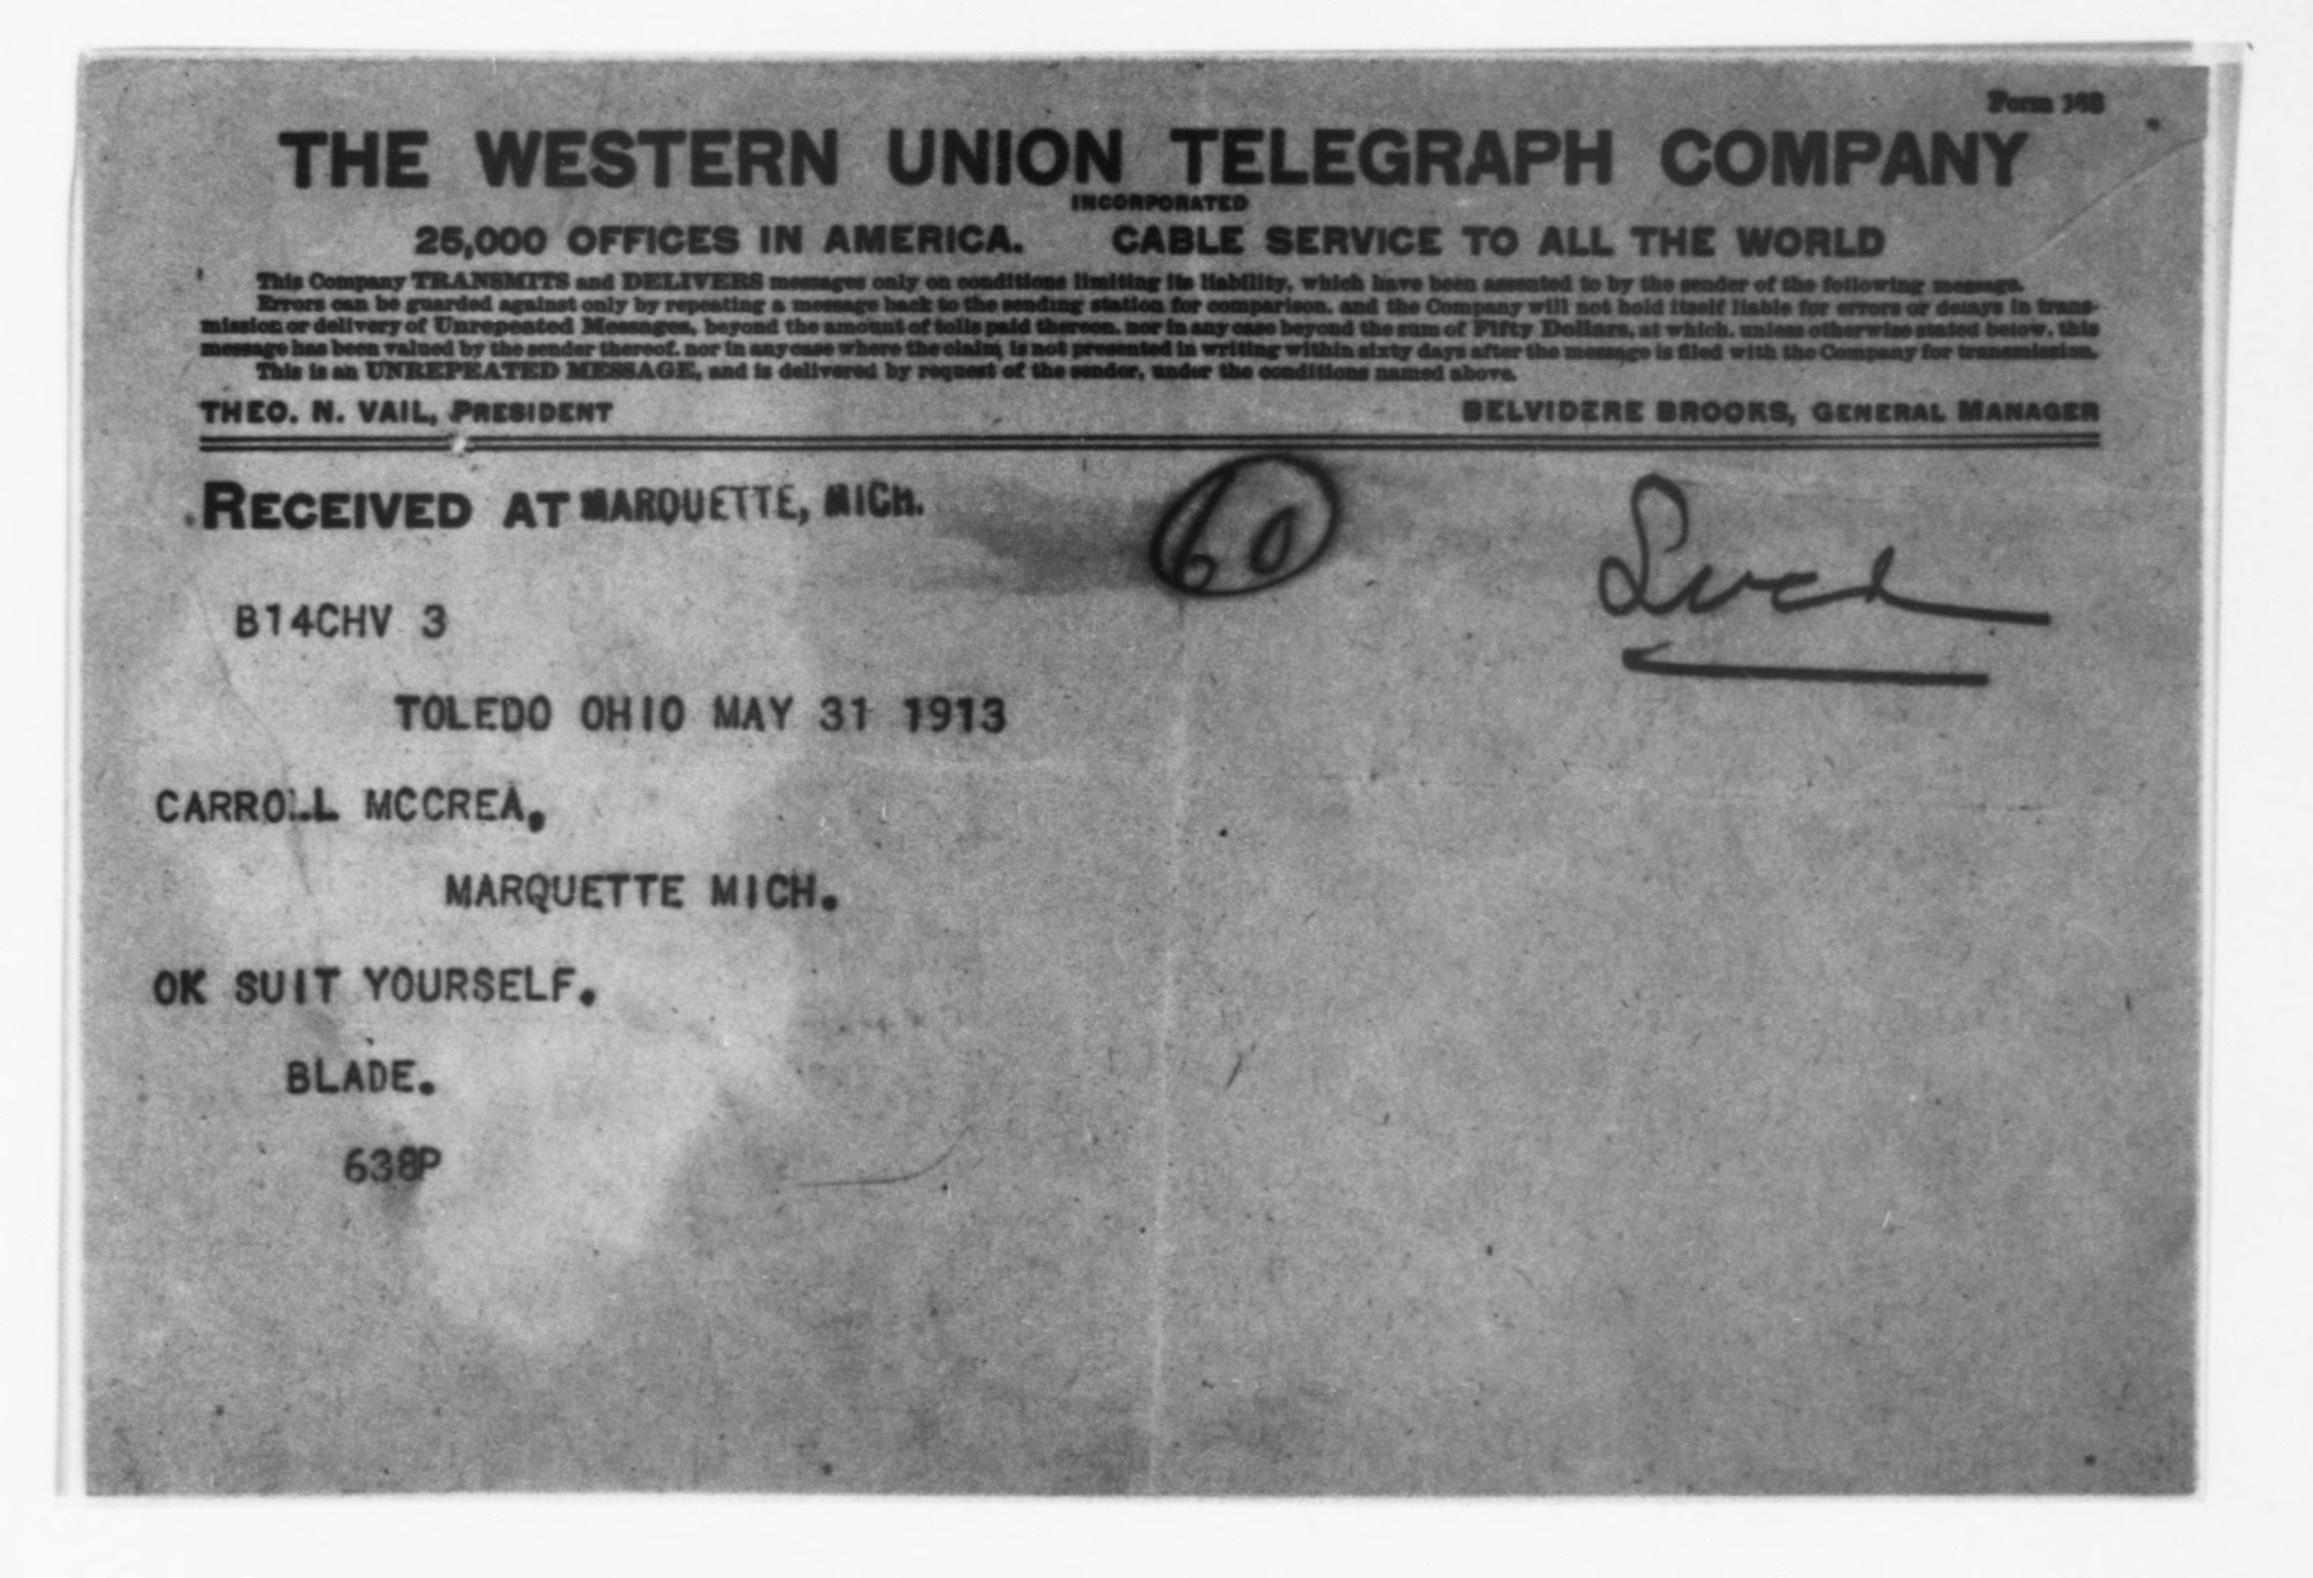 Form 168
THE WESTERN UNION TELEGRAPH COMPANY
INCORPORATED
25,000 OFFICES IN AMERICA. CABLE SERVICE TO ALL THE WORLD
This Company TRANSMITS and DELIVERS messages only on conditions limiting its liability, which have been assented to by the sender of the following message.
Errors can be guarded against only by repeating a message back to the sending station for comparison, and the Company will not hold itself liable for errors or delays in trans-
mission or delivery of Unrepeated Messages, beyond the amount of tolls paid thereon, nor in any case beyond the sum of Fifty Dollars, at which, unless otherwise stated below, this
message has been valued by the sender thereof, nor in any case where the claim is not presented in writing within sixty days after the message is filed with the Company for transmission.
This is an UNREPEATED MESSAGE, and is delivered by request of the sender, under the conditions named above.
THEO. N. VAIL, PRESIDENT BELVIDERE BROOKS, GENERAL MANAGER
RECEIVED AT MARQUETTE, MICH.
60
B14CHV 3
TOLEDO OHIO MAY 31 1913
CARROLL MCCREA,
MARQUETTE MICH.
OK SUIT YOURSELF.
BLADE.
638P